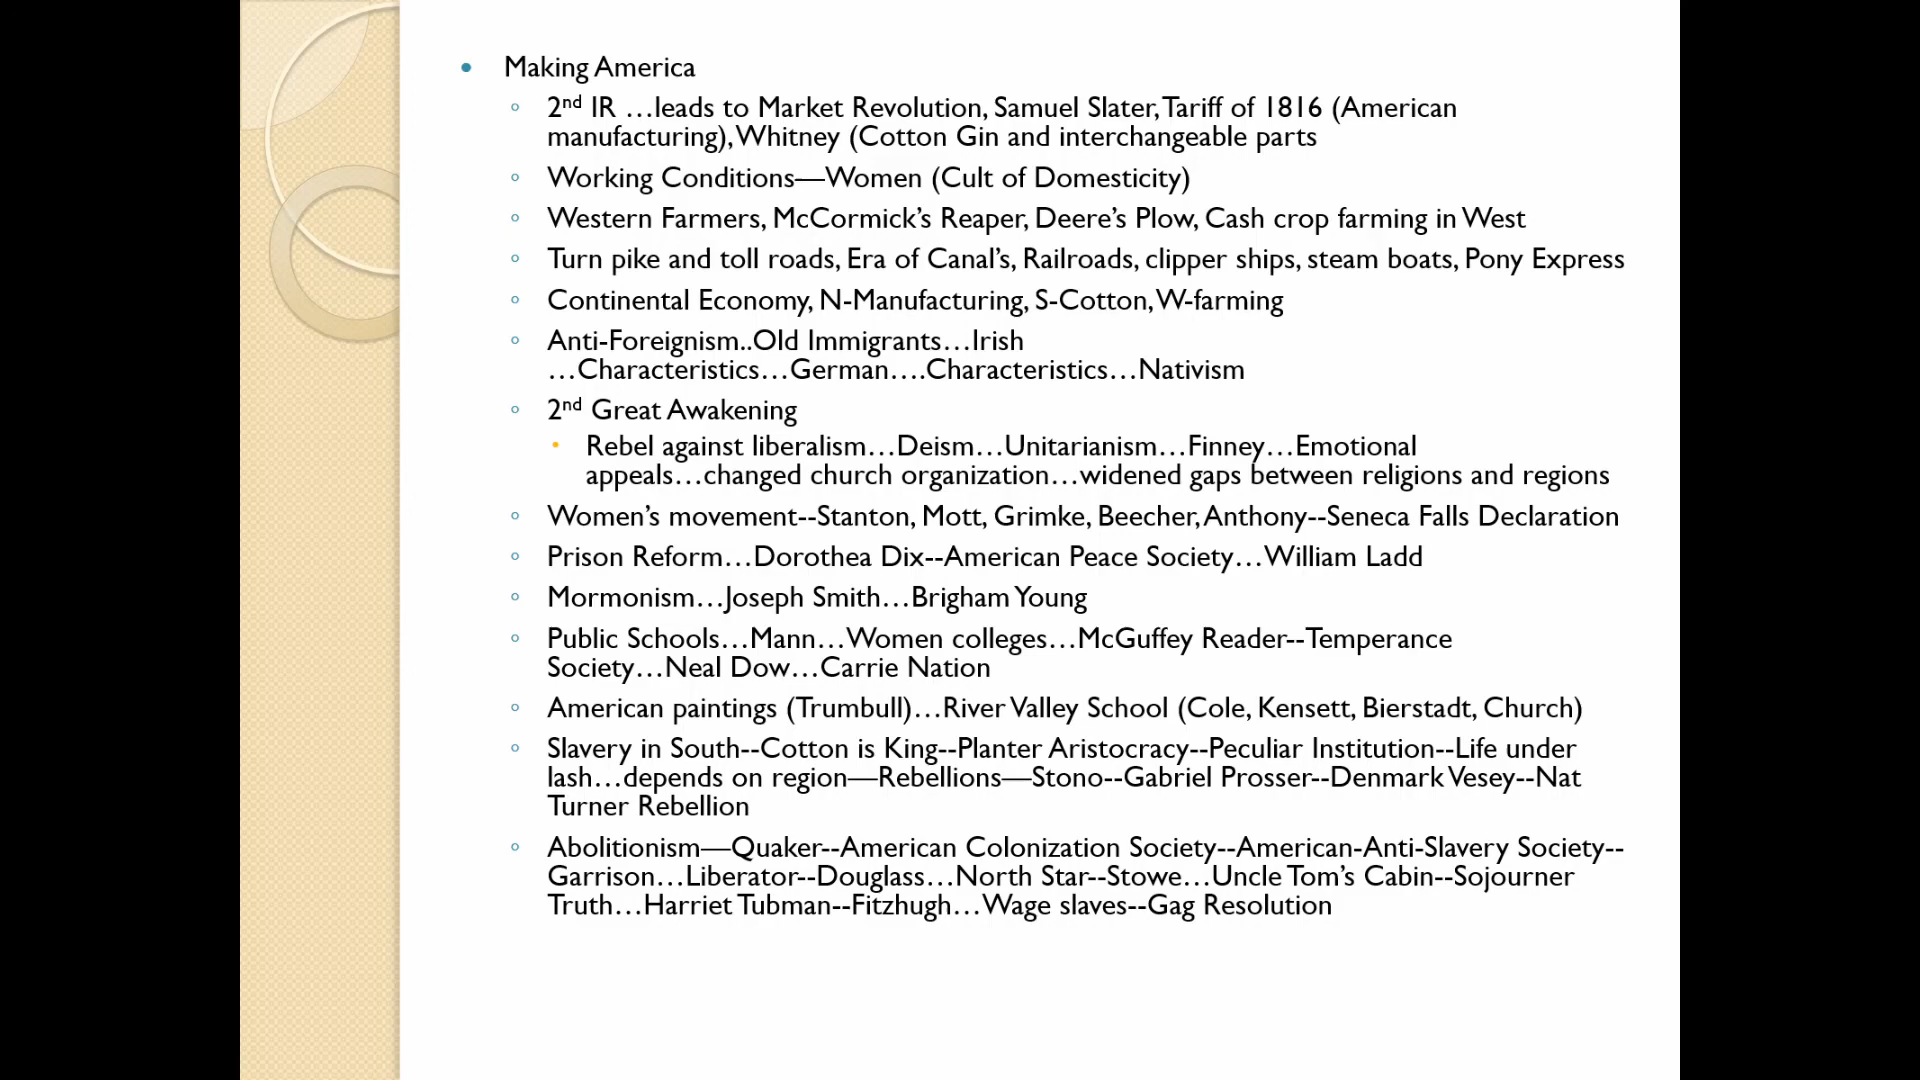 Making America
2nd IR …leads to Market Revolution, Samuel Slater, Tariff of 1816 (American
manufacturing), Whitney (Cotton Gin and interchangeable parts
Working Conditions—Women (Cult of Domesticity)
Western Farmers, McCormick’s Reaper, Deere’s Plow, Cash crop farming in West
Turn pike and toll roads, Era of Canal’s, Railroads, clipper ships, steam boats, Pony Express
Continental Economy, N-Manufacturing, S-Cotton, W-farming
Anti-Foreignism..Old Immigrants…Irish
…Characteristics…German….Characteristics…Nativism
2nd Great Awakening
Rebel against liberalism…Deism…Unitarianism…Finney…Emotional
appeals…changed church organization…widened gaps between religions and regions
Women’s movement--Stanton, Mott, Grimke, Beecher, Anthony--Seneca Falls Declaration
Prison Reform…Dorothea Dix--American Peace Society…William Ladd
Mormonism…Joseph Smith…Brigham Young
Public Schools…Mann…Women colleges…McGuffey Reader--Temperance
Society…Neal Dow…Carrie Nation
American paintings (Trumbull)…River Valley School (Cole, Kensett, Bierstadt, Church)
Slavery in South--Cotton is King--Planter Aristocracy--Peculiar Institution--Life under
lash…depends on region—Rebellions—Stono--Gabriel Prosser--Denmark Vesey--Nat
Turner Rebellion
Abolitionism—Quaker--American Colonization Society--American-Anti-Slavery Society--
Garrison…Liberator--Douglass…North Star--Stowe…Uncle Tom’s Cabin--Sojourner
Truth…Harriet Tubman--Fitzhugh…Wage slaves--Gag Resolution